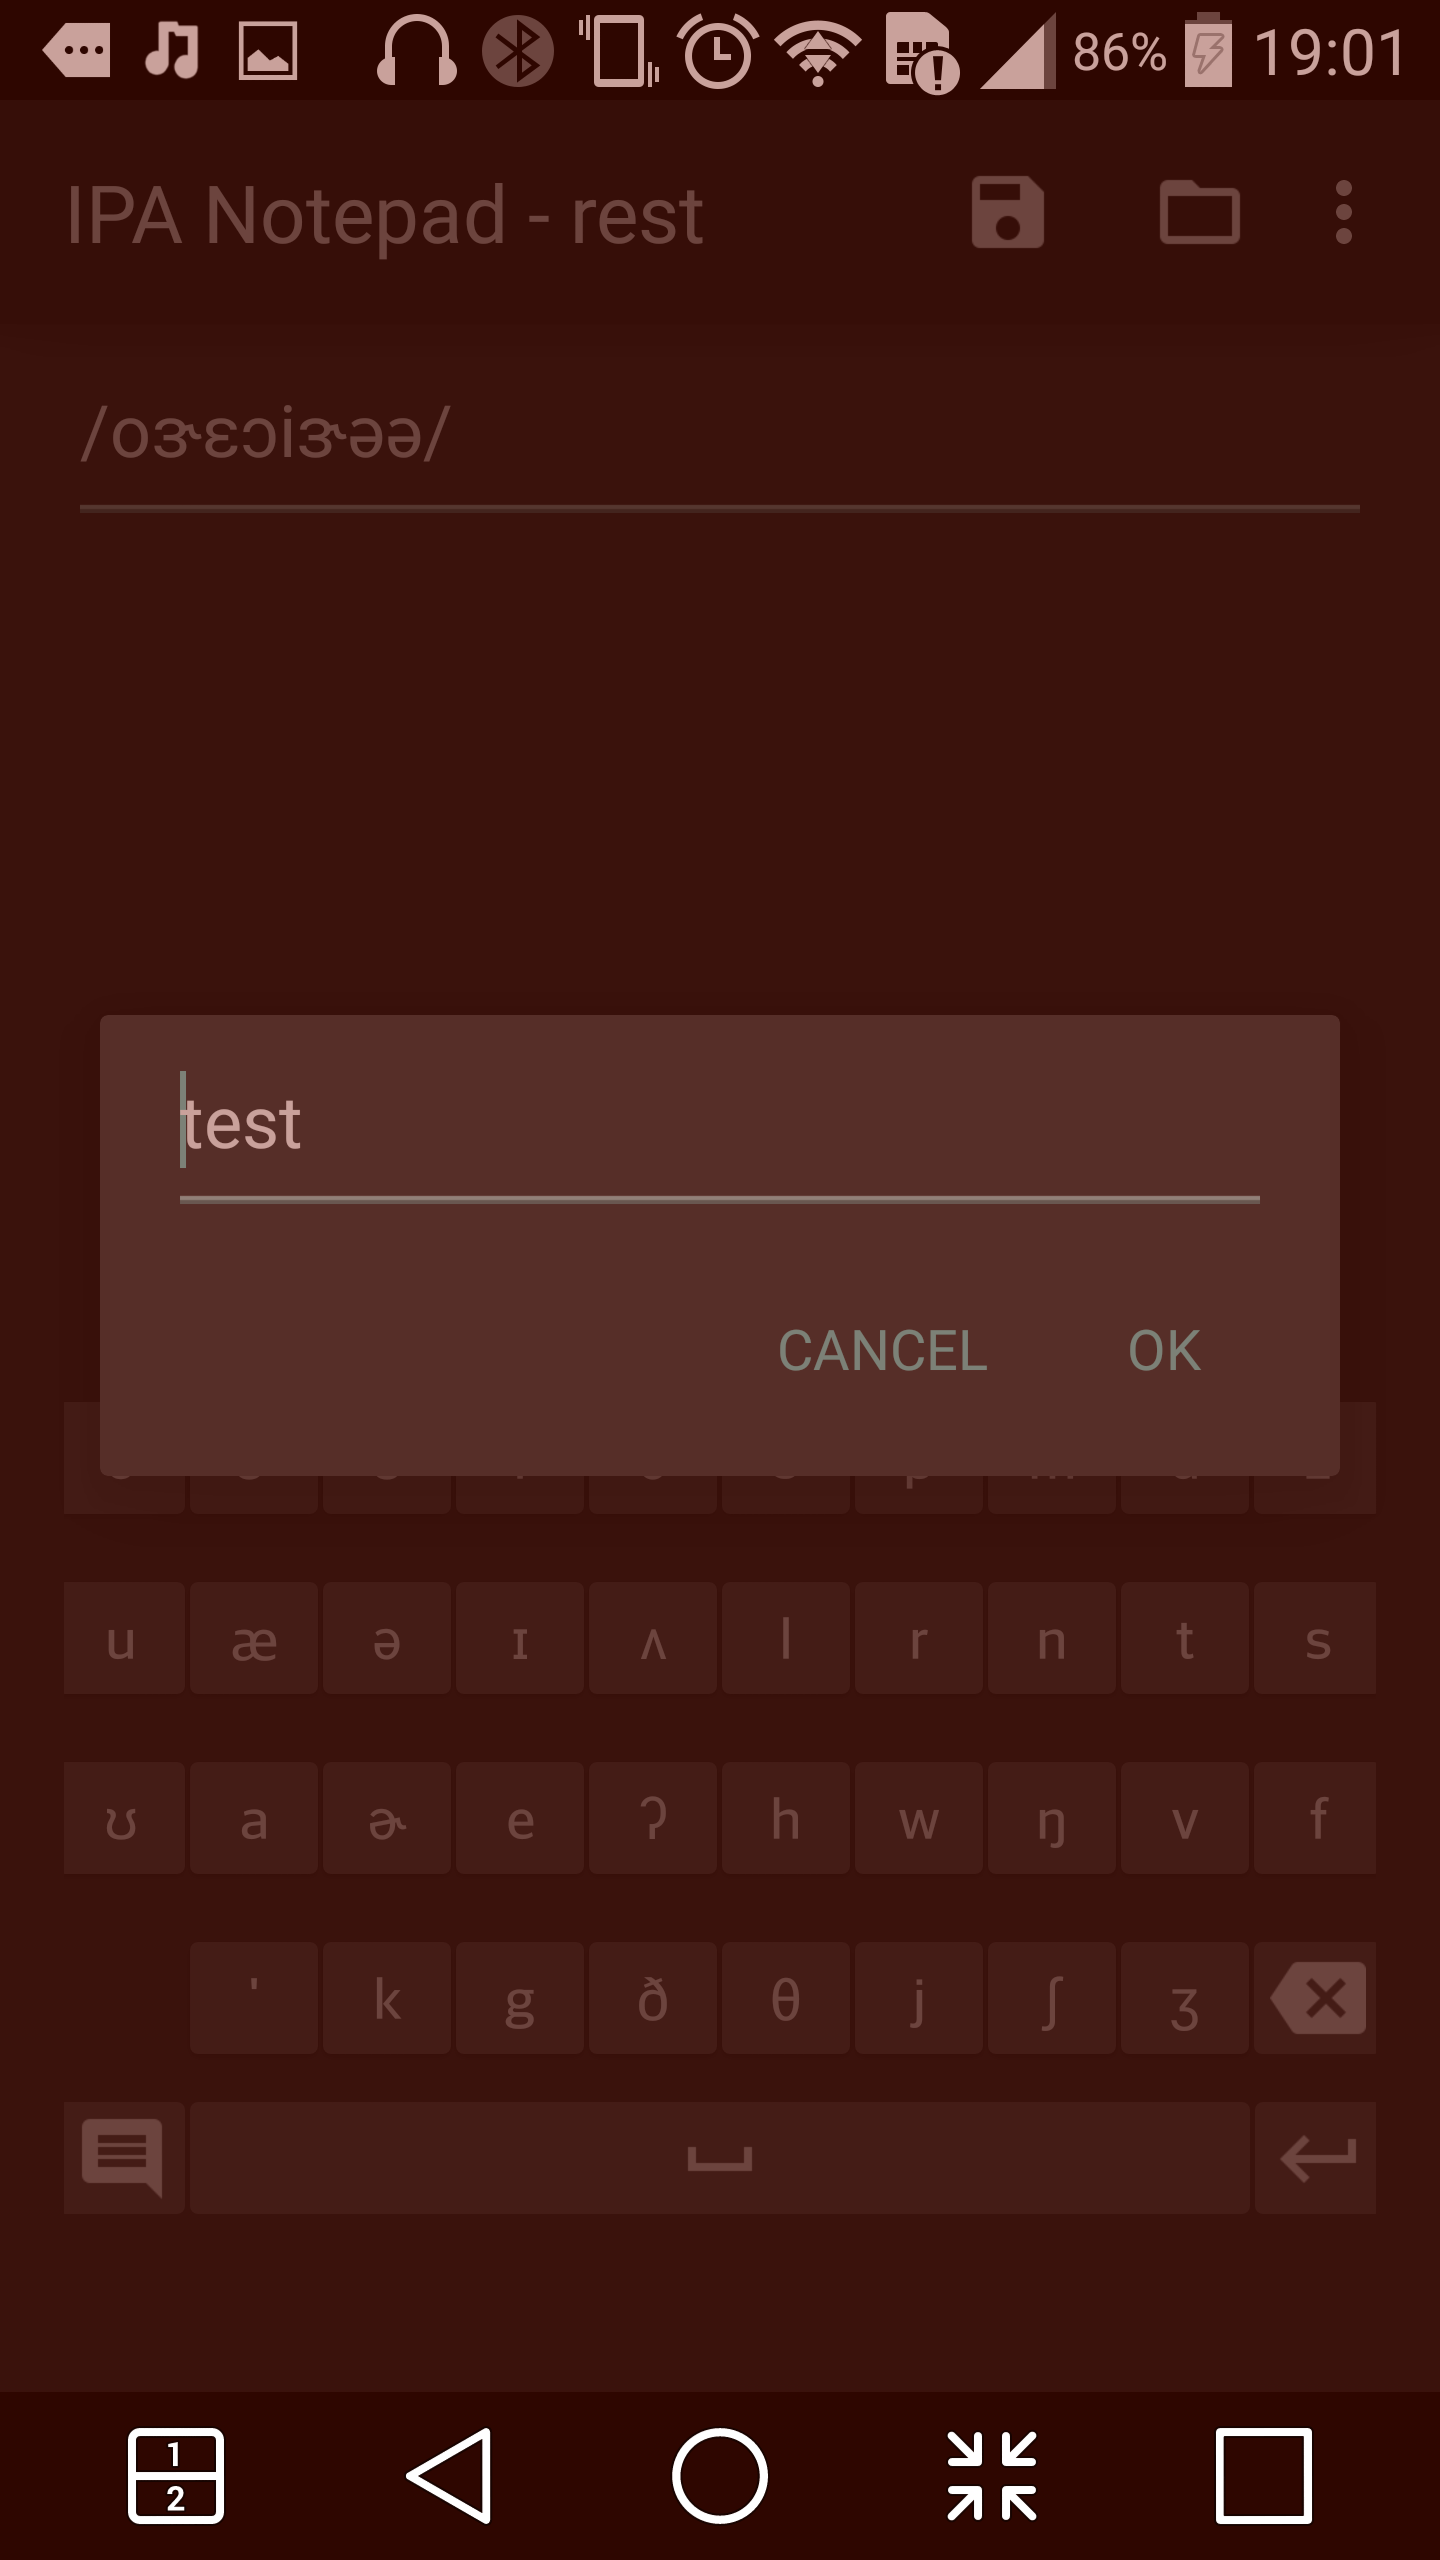 86% 19:01
IPA Notepad - rest
/oɝɛɔiɝəə/
test
CANCEL OK
u æ ə ɪ ʌ l r n t s
ʊ a ɚ e ʔ h w ŋ v f
' k g ð θ j ʃ ʒ
1
2